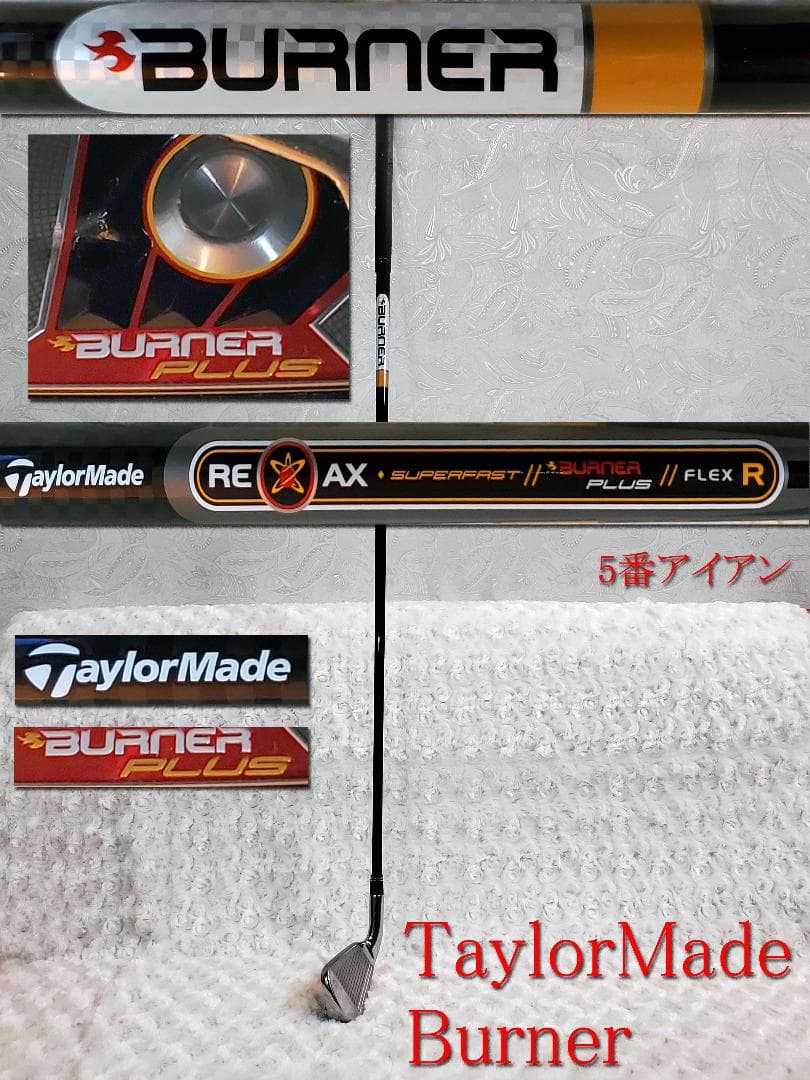 BURNER
BURNER PLUS
BURNER
TaylorMade RE AX SUPERFAST // BURNER PLUS // FLEX R
5番アイアン
TaylorMade
BURNER PLUS
TaylorMade
Burner